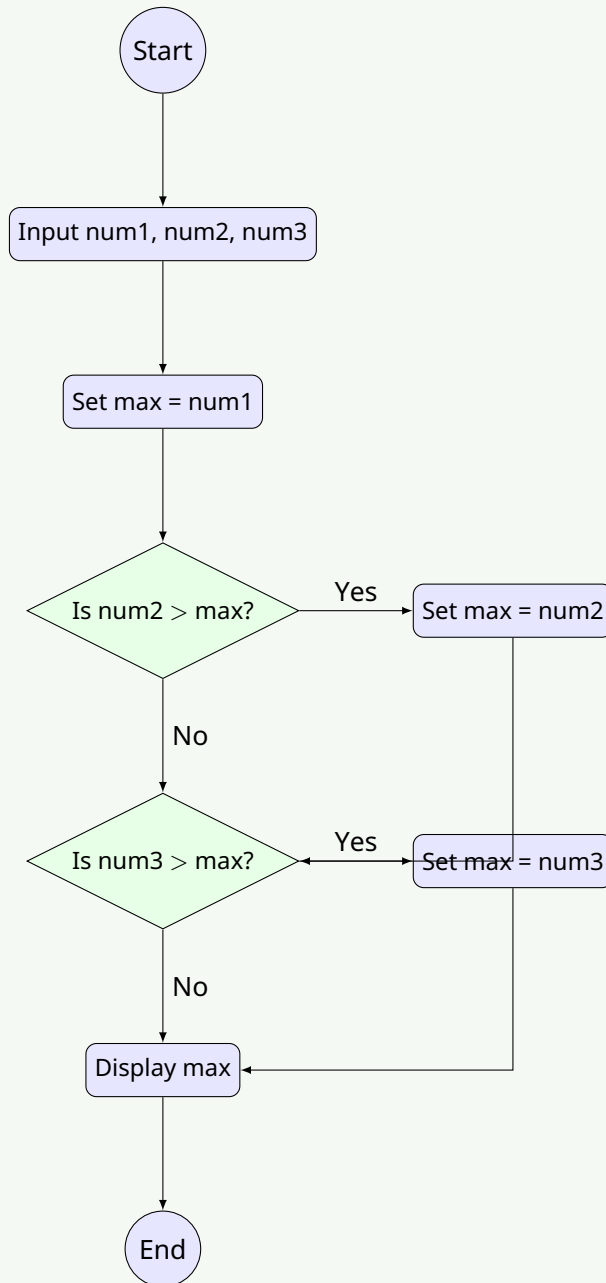 Start
Input num1, num2, num3
Set max = num1
Is num2 > max?
Yes
Set max = num2
No
Is num3 > max?
Yes
Set max = num3
No
Display max
End